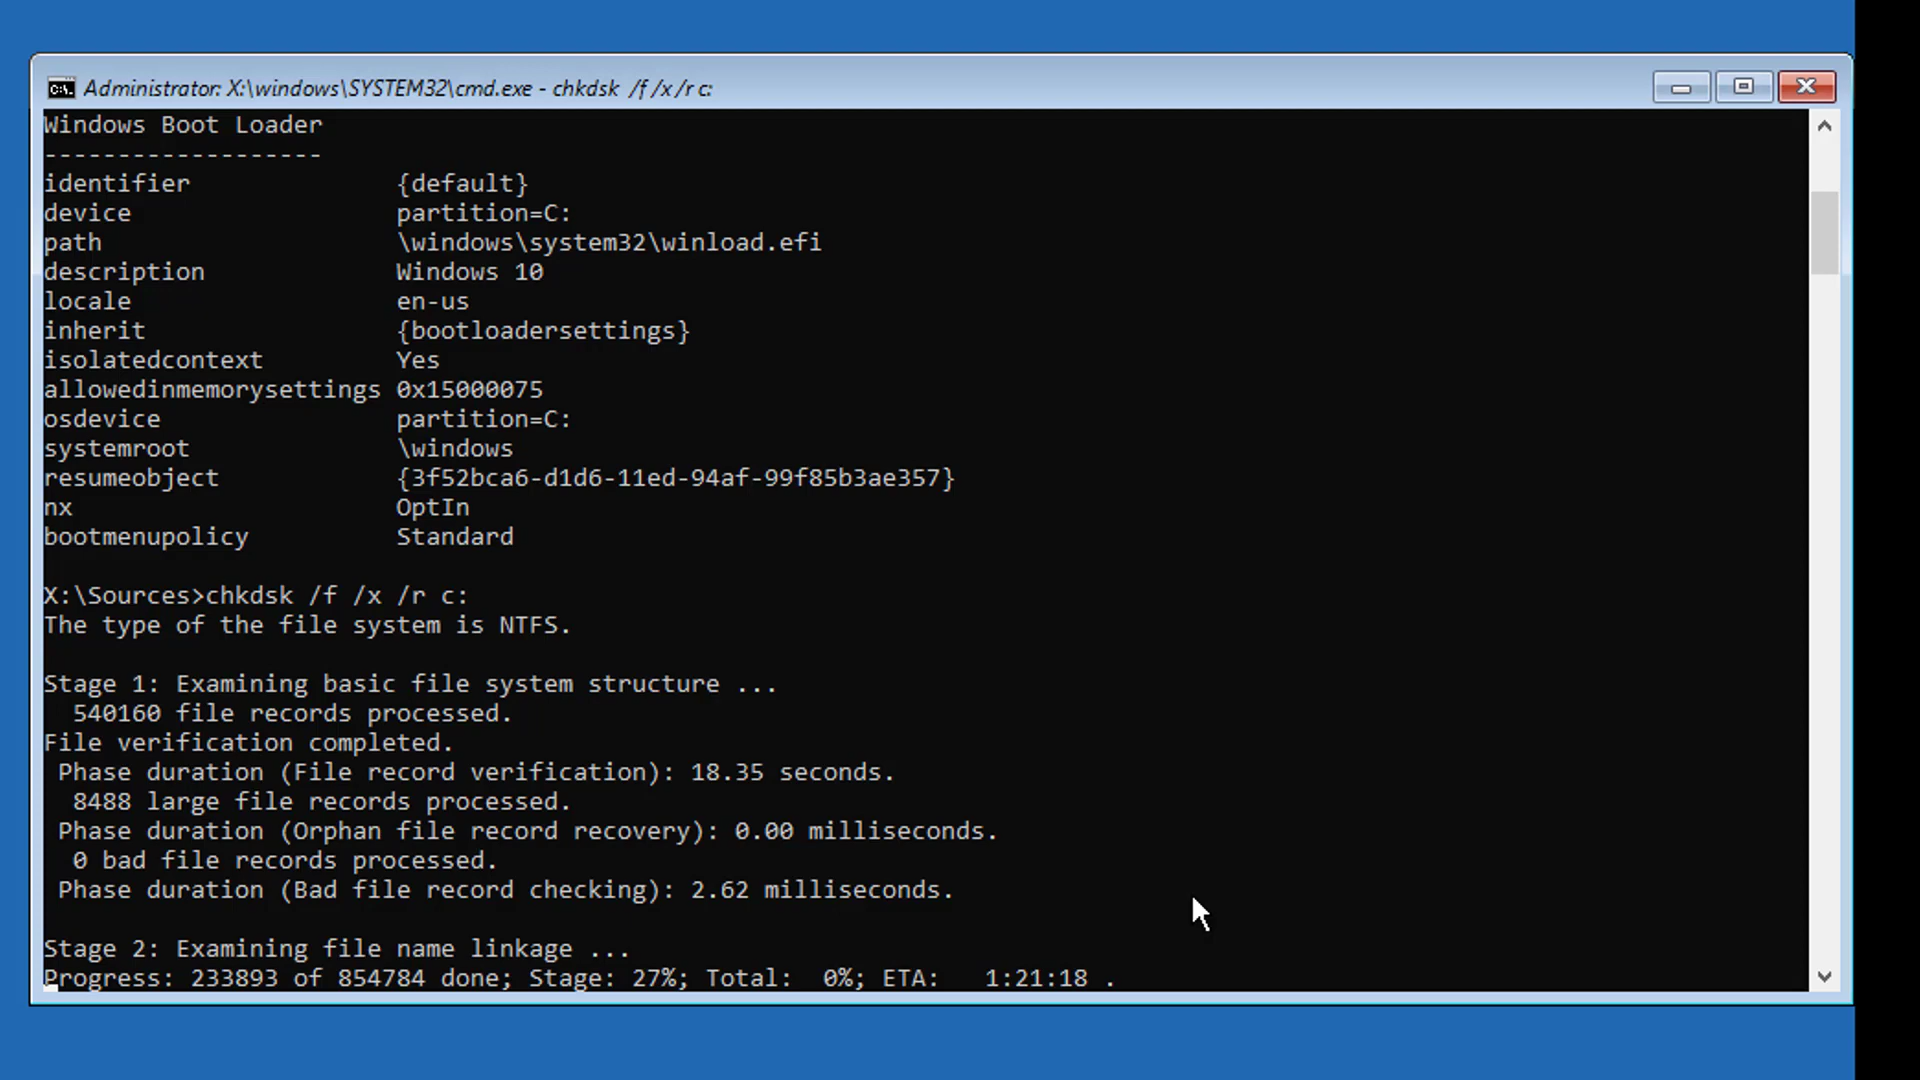 Administrator: X:\windows\SYSTEM32\cmd.exe - chkdsk /f /x /r c:
Windows Boot Loader
-------------------
identifier              {default}
device                  partition=C:
path                    \windows\system32\winload.efi
description             Windows 10
locale                  en-us
inherit                 {bootloadersettings}
isolatedcontext         Yes
allowedinmemorysettings 0x15000075
osdevice                partition=C:
systemroot              \windows
resumeobject            {3f52bca6-d1d6-11ed-94af-99f85b3ae357}
nx                      OptIn
bootmenupolicy          Standard
X:\Sources>chkdsk /f /x /r c:
The type of the file system is NTFS.
Stage 1: Examining basic file system structure ...
  540160 file records processed.
File verification completed.
 Phase duration (File record verification): 18.35 seconds.
  8488 large file records processed.
 Phase duration (Orphan file record recovery): 0.00 milliseconds.
  0 bad file records processed.
 Phase duration (Bad file record checking): 2.62 milliseconds.
Stage 2: Examining file name linkage ...
Progress: 233893 of 854784 done; Stage: 27%; Total:  0%; ETA:   1:21:18 .